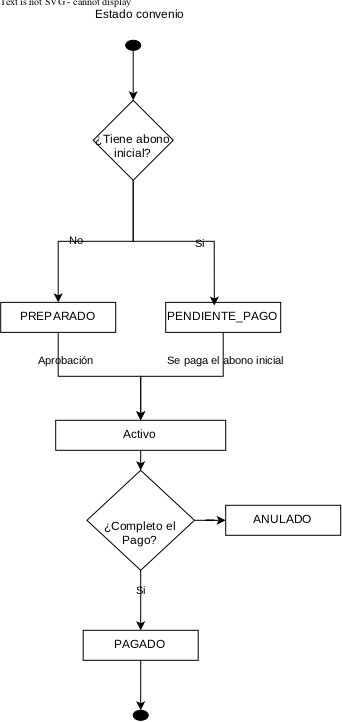 Text is not SVG - cannot display
Estado convenio
¿Tiene abono
inicial?
No
Si
PREPARADO
PENDIENTE_PAGO
Aprobación
Se paga el abono inicial
Activo
¿Completo el
Pago?
ANULADO
Si
PAGADO